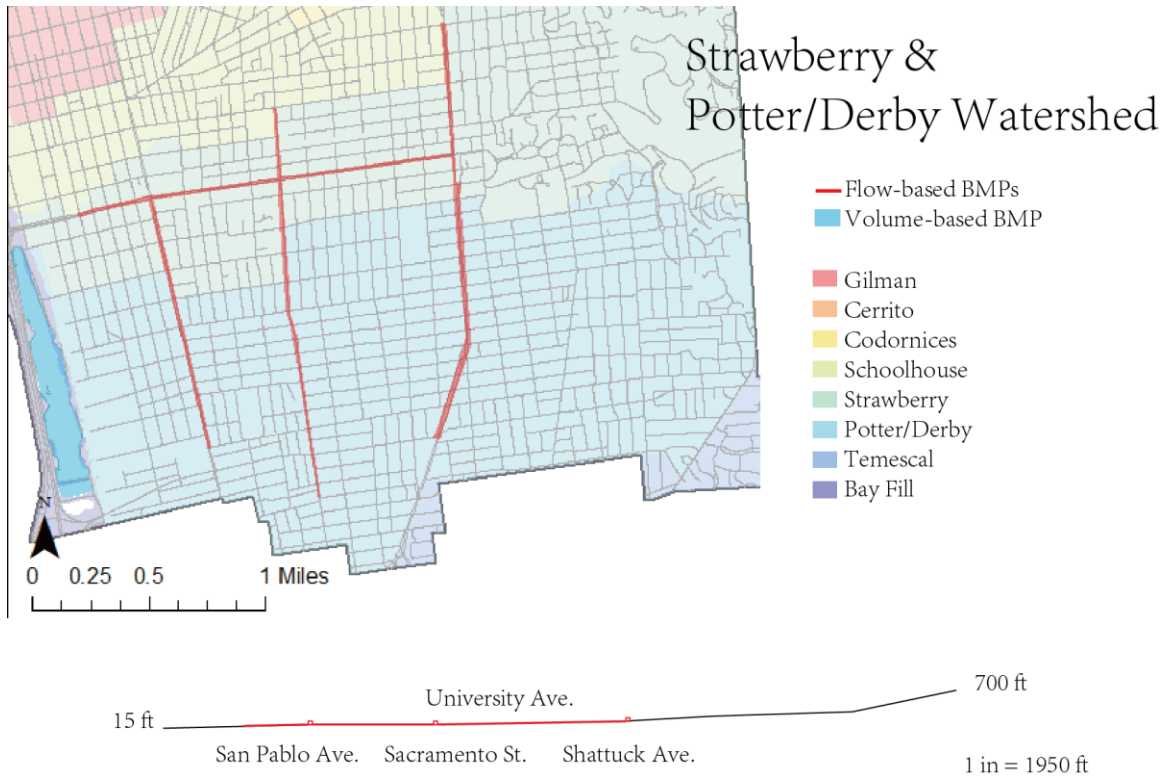 Strawberry &
Potter/Derby Watershed
Flow-based BMPs
Volume-based BMP
Gilman
Cerrito
Codornices
Schoolhouse
Strawberry
Potter/Derby
Temescal
Bay Fill
N
0 0.25 0.5 1 Miles
University Ave.
700 ft
15 ft
San Pablo Ave. Sacramento St. Shattuck Ave.
1 in = 1950 ft